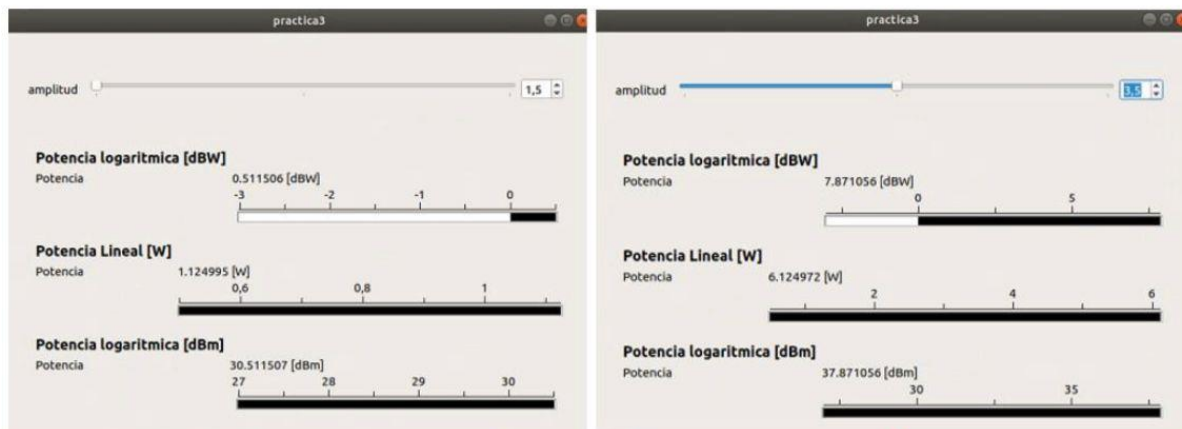 practica3
amplitud 1,5
Potencia logaritmica [dBW]
Potencia 0.511506 [dBW]
-3 -2 -1 0
Potencia Lineal [W]
Potencia 1.124995 [W]
0,6 0,8 1
Potencia logaritmica [dBm]
Potencia 30.511507 [dBm]
27 28 29 30
practica3
amplitud 3,5
Potencia logaritmica [dBW]
Potencia 7.871056 [dBW]
0 5
Potencia Lineal [W]
Potencia 6.124972 [W]
2 4 6
Potencia logaritmica [dBm]
Potencia 37.871056 [dBm]
30 35